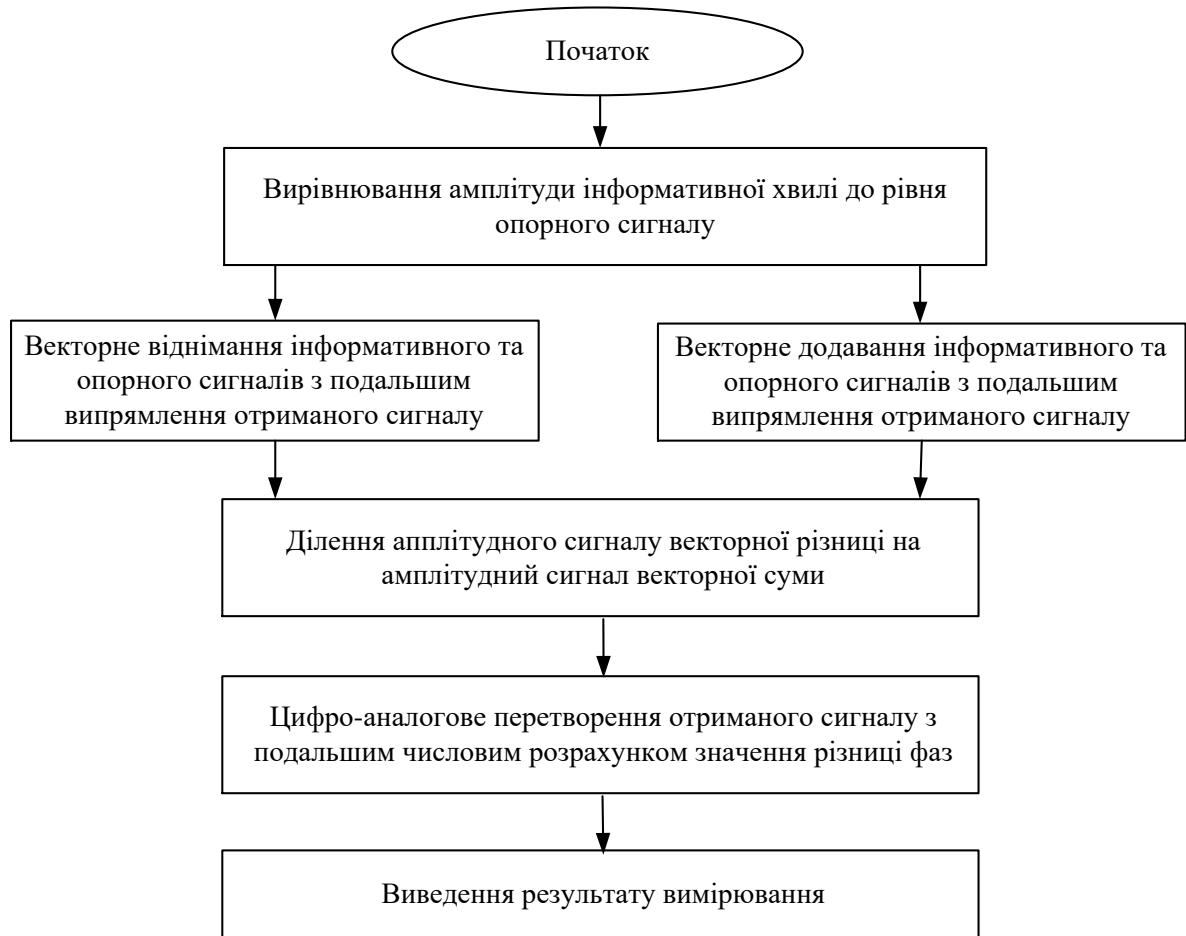 Початок
Вирівнювання амплітуди інформативної хвилі до рівня
опорного сигналу
Векторне віднімання інформативного та
опорного сигналів з подальшим
випрямлення отриманого сигналу
Векторне додавання інформативного та
опорного сигналів з подальшим
випрямлення отриманого сигналу
Ділення апплітудного сигналу векторної різниці на
амплітудний сигнал векторної суми
Цифро-аналогове перетворення отриманого сигналу з
подальшим числовим розрахунком значення різниці фаз
Виведення результату вимірювання